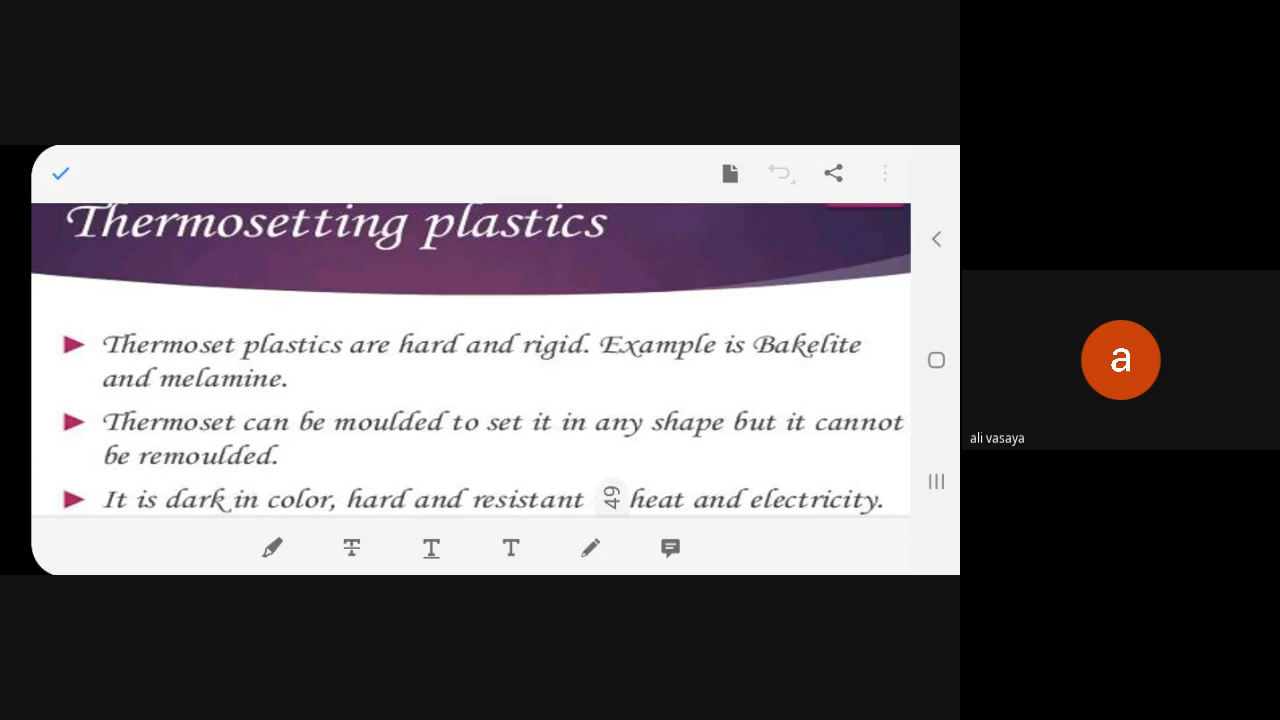 Thermosetting plastics
Thermoset plastics are hard and rigid. Example is Bakelite
and melamine.
Thermoset can be moulded to set it in any shape but it cannot
be remoulded.
It is dark in color, hard and resistant 49 heat and electricity.
a
ali vasaya